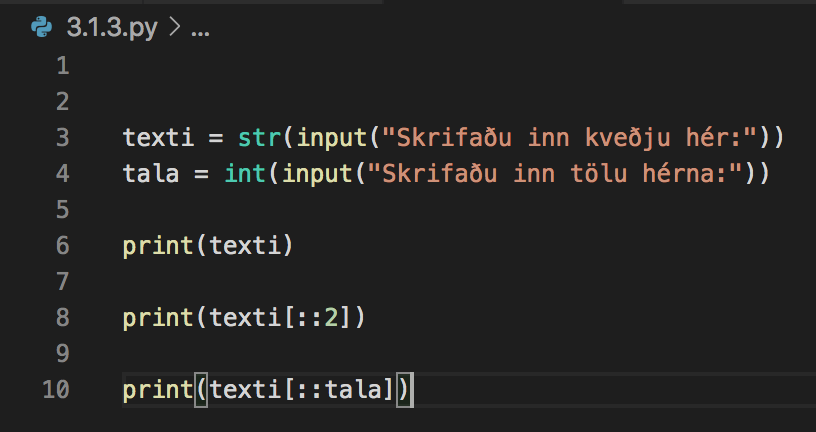 3.1.3.py > ...
1
2
3 texti = str(input("Skrifaðu inn kveðju hér:"))
4 tala = int(input("Skrifaðu inn tölu hérna:"))
5
6 print(texti)
7
8 print(texti[::2])
9
10 print(texti[::tala])